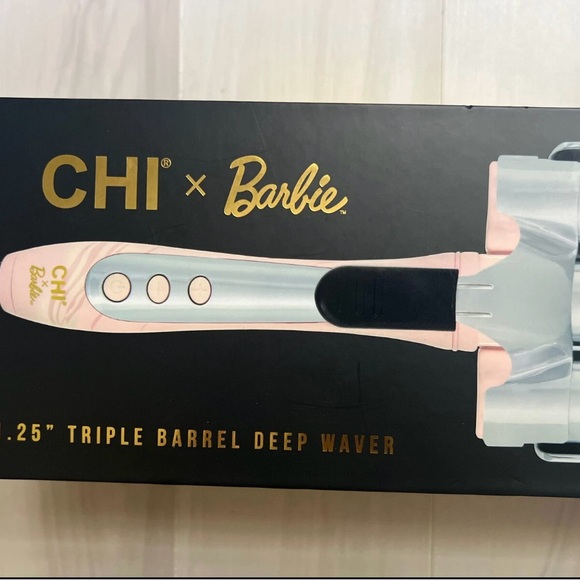 CHI® × Barbie™
CHI
×
Barbie
.25" TRIPLE BARREL DEEP WAVER